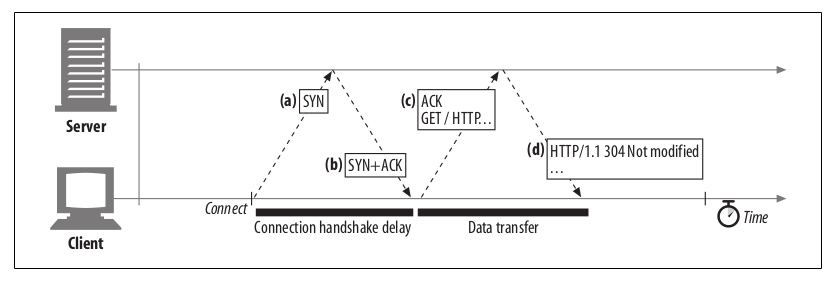 Server
Client
(a) SYN
(b) SYN+ACK
(c) ACK
GET / HTTP...
(d) HTTP/1.1 304 Not modified
...
Connect
Connection handshake delay
Data transfer
Time